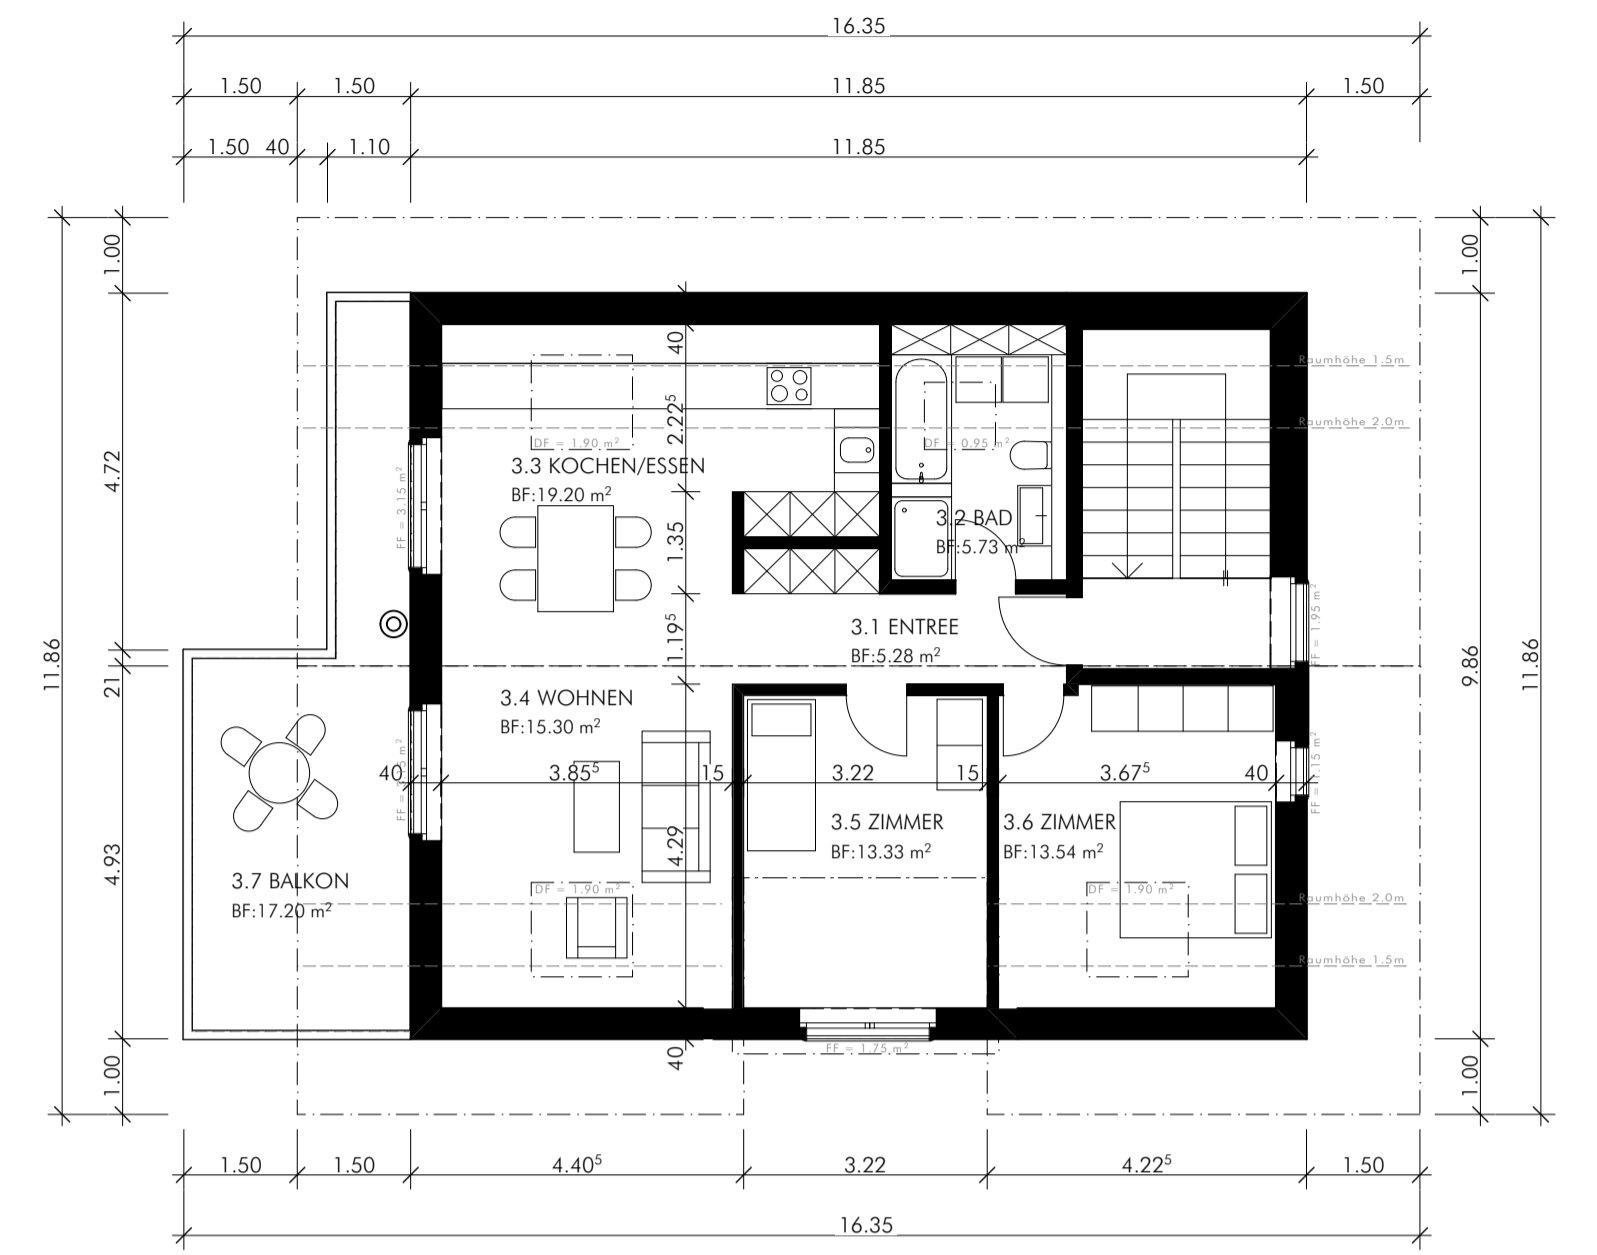 16.35
1.50 1.50 11.85 1.50
1.50 40 1.10 11.85
1.00
1.00
40
Raumhöhe 1.5m
2.22⁵
Raumhöhe 2.0m
DF = 1.90 m²
DF = 0.95 m²
4.72
3.3 KOCHEN/ESSEN
BF:19.20 m²
FF = 3.15 m²
3.2 BAD
BF:5.73 m²
1.35
FF = 1.95 m²
1.19⁵
3.1 ENTREE
BF:5.28 m²
11.86
21
9.86
11.86
3.4 WOHNEN
BF:15.30 m²
40 3.85⁵ 15 3.22 15 3.67⁵ 40
3.5 ZIMMER
BF:13.33 m²
3.6 ZIMMER
BF:13.54 m²
4.29
4.93
3.7 BALKON
BF:17.20 m²
DF = 1.90 m²
DF = 1.90 m²
Raumhöhe 2.0m
Raumhöhe 1.5m
FF = 1.75 m²
40
1.00
1.00
1.50 1.50 4.40⁵ 3.22 4.22⁵ 1.50
16.35